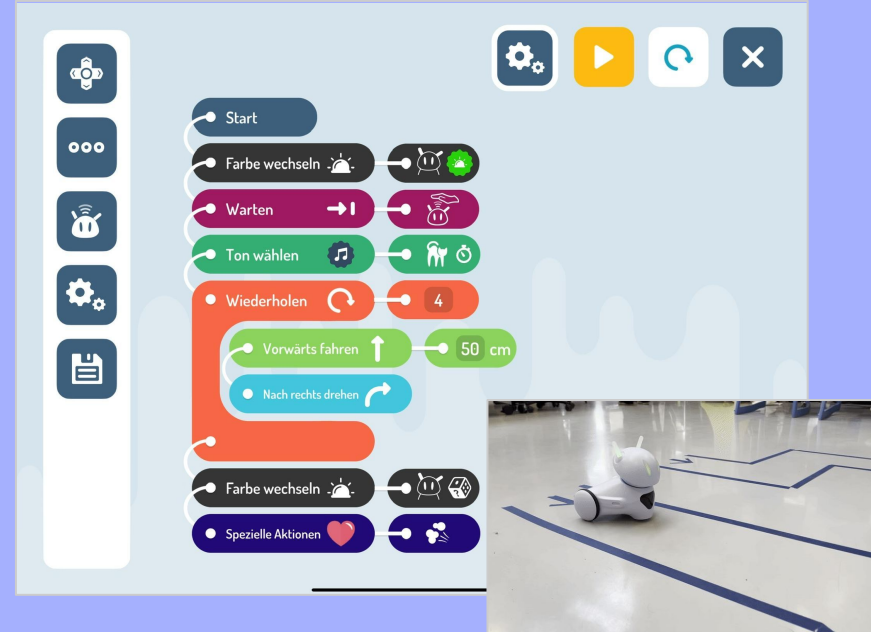 Start
Farbe wechseln
Warten
Ton wählen
Wiederholen 4
Vorwärts fahren 50 cm
Nach rechts drehen
Farbe wechseln
Spezielle Aktionen